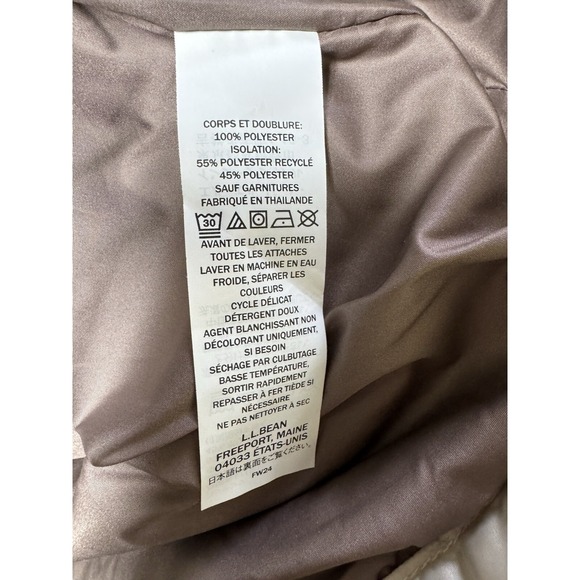 CORPS ET DOUBLURE:
100% POLYESTER
ISOLATION:
55% POLYESTER RECYCLÉ
45% POLYESTER
SAUF GARNITURES
FABRIQUÉ EN THAILANDE
30
AVANT DE LAVER, FERMER
TOUTES LES ATTACHES
LAVER EN MACHINE EN EAU
FROIDE, SÉPARER LES
COULEURS
CYCLE DÉLICAT
DÉTERGENT DOUX
AGENT BLANCHISSANT NON
DÉCOLORANT UNIQUEMENT,
SI BESOIN
SÉCHAGE PAR CULBUTAGE
BASSE TEMPÉRATURE,
SORTIR RAPIDEMENT
REPASSER À FER TIÈDE SI
NÉCESSAIRE
NE PAS NETTOYER À SEC
L.L.BEAN
FREEPORT, MAINE
04033 ÉTATS-UNIS
日本語は裏面をご覧ください。
FW24